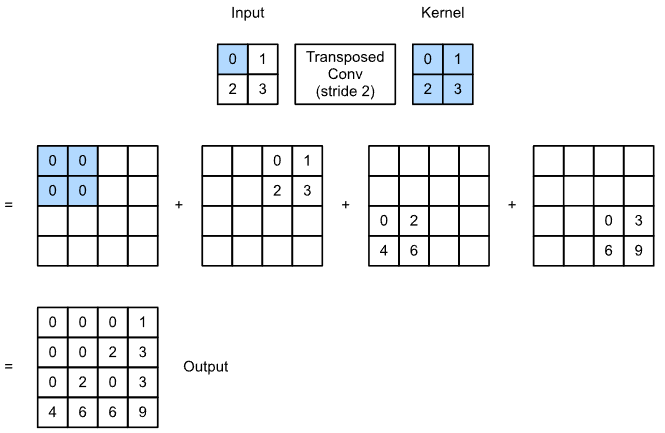 Input Kernel
0 1 Transposed 0 1
Conv
2 3 (stride 2) 2 3
0 0 0 1
0 0 2 3
= + + +
0 2 0 3
4 6 6 9
0 0 0 1
0 0 2 3
= Output
0 2 0 3
4 6 6 9